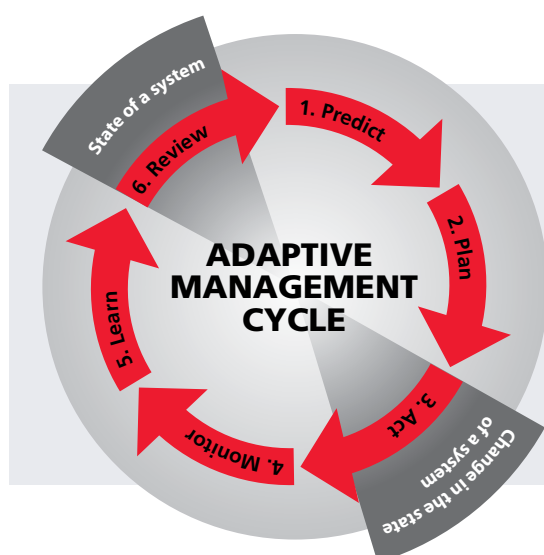 State of a system
1. Predict
2. Plan
3. Act
Change in the state
of a system
4. Monitor
5. Learn
6. Review
ADAPTIVE
MANAGEMENT
CYCLE